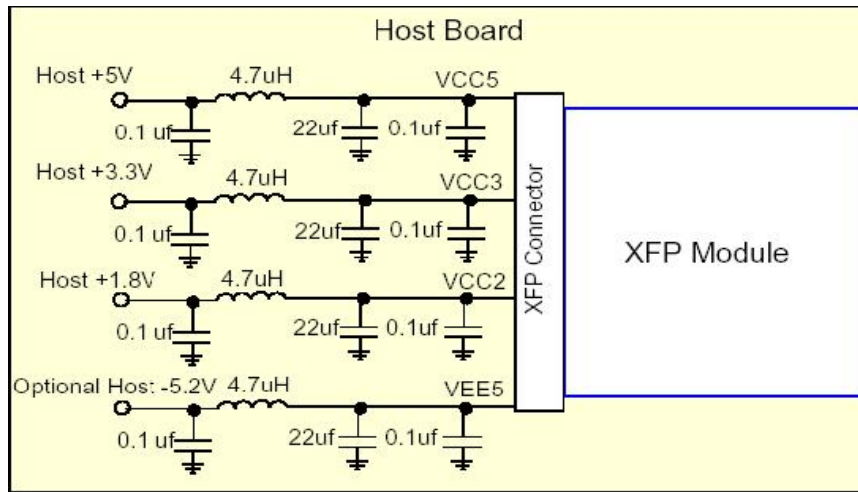 Host Board
Host +5V
4.7uH
VCC5
0.1 uf
22uf
0.1uf
Host +3.3V
4.7uH
VCC3
0.1 uf
22uf
0.1uf
Host +1.8V
4.7uH
VCC2
0.1 uf
22uf
0.1uf
Optional Host -5.2V
4.7uH
VEE5
0.1 uf
22uf
0.1uf
XFP Connector
XFP Module